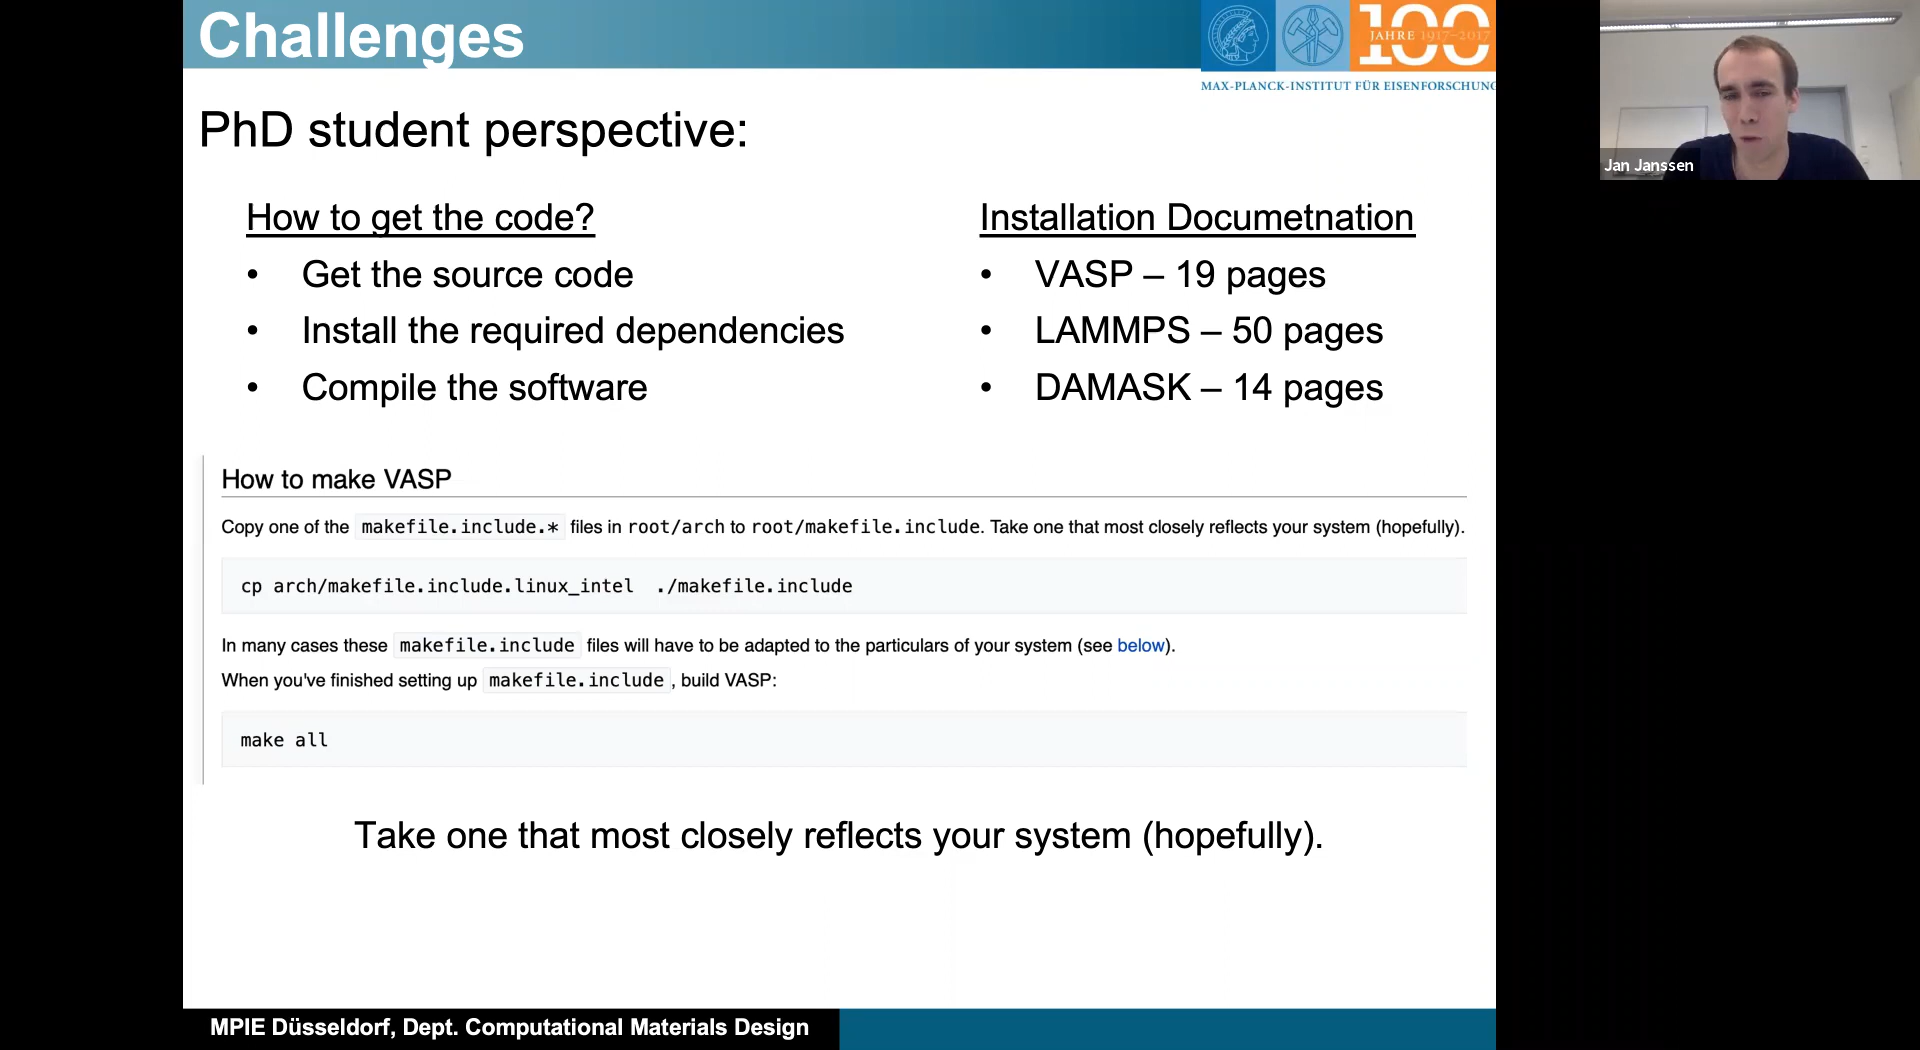 Challenges
100
JAHRE 1917–2017
MAX-PLANCK-INSTITUT FÜR EISENFORSCHUNG
Jan Janssen
PhD student perspective:
How to get the code?
• Get the source code
• Install the required dependencies
• Compile the software
Installation Documetnation
• VASP – 19 pages
• LAMMPS – 50 pages
• DAMASK – 14 pages
How to make VASP
Copy one of the makefile.include.* files in root/arch to root/makefile.include. Take one that most closely reflects your system (hopefully).
cp arch/makefile.include.linux_intel ./makefile.include
In many cases these makefile.include files will have to be adapted to the particulars of your system (see below).
When you've finished setting up makefile.include, build VASP:
make all
Take one that most closely reflects your system (hopefully).
MPIE Düsseldorf, Dept. Computational Materials Design